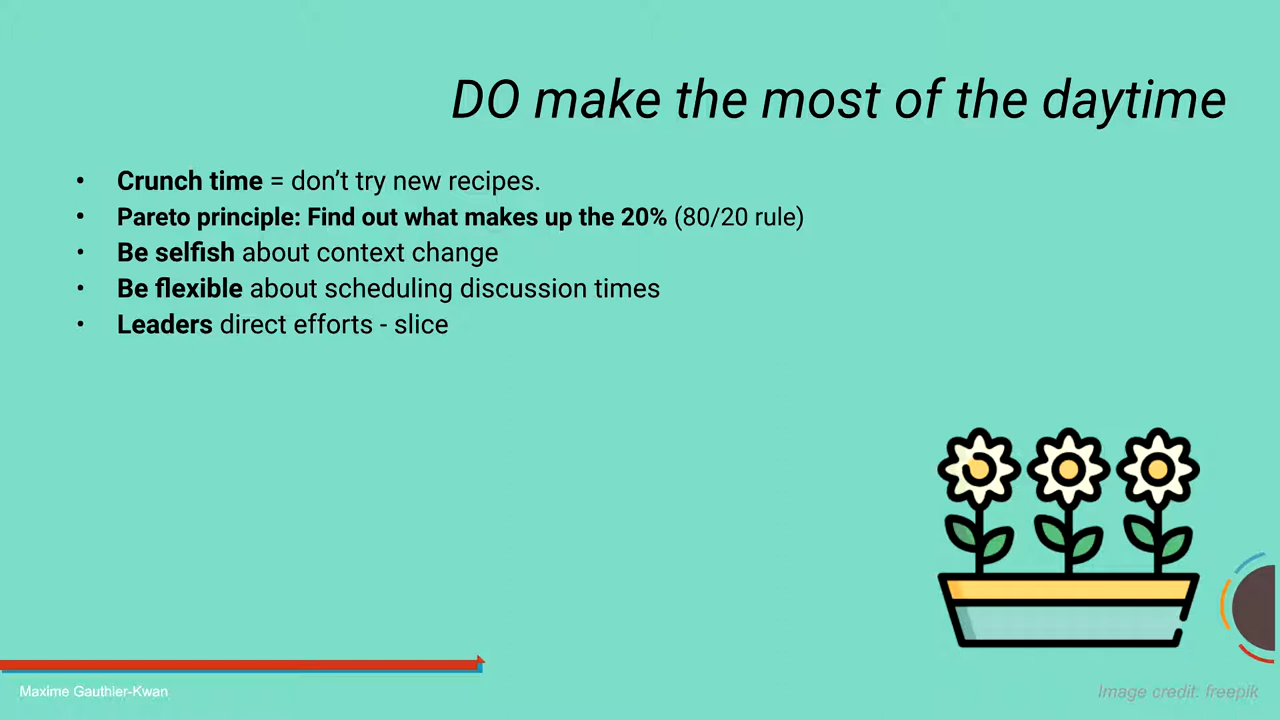 DO make the most of the daytime
• Crunch time = don’t try new recipes.
• Pareto principle: Find out what makes up the 20% (80/20 rule)
• Be selfish about context change
• Be flexible about scheduling discussion times
• Leaders direct efforts - slice
Maxime Gauthier-Kwan
Image credit: freepik